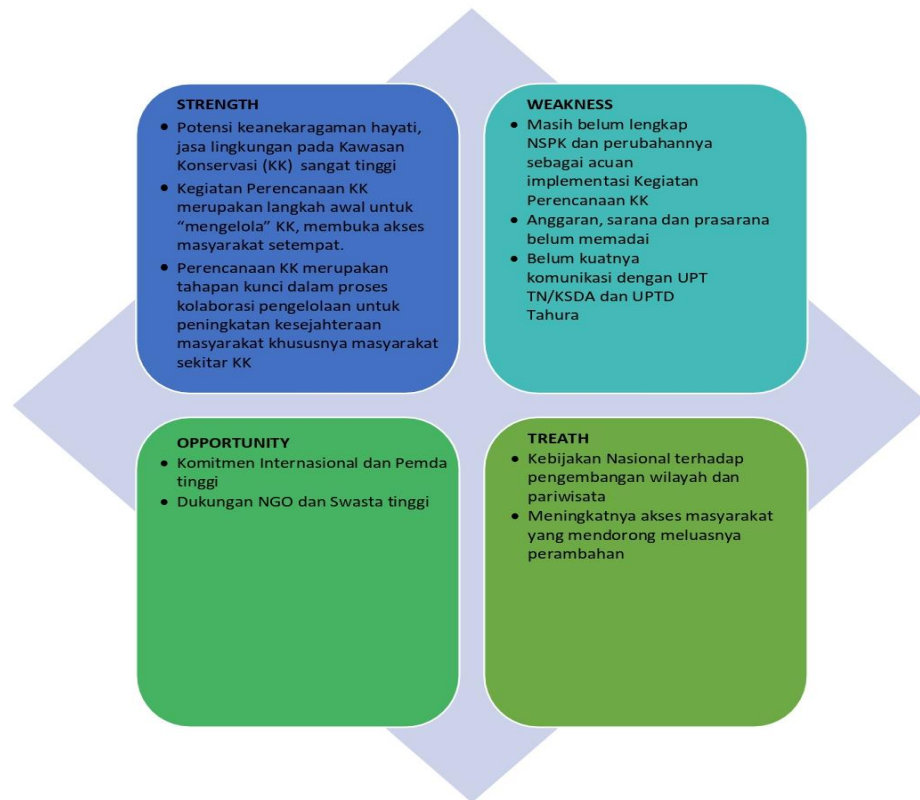 STRENGTH
• Potensi keanekaragaman hayati,
jasa lingkungan pada Kawasan
Konservasi (KK) sangat tinggi
• Kegiatan Perencanaan KK
merupakan langkah awal untuk
“mengelola” KK, membuka akses
masyarakat setempat.
• Perencanaan KK merupakan
tahapan kunci dalam proses
kolaborasi pengelolaan untuk
peningkatan kesejahteraan
masyarakat khususnya masyarakat
sekitar KK
WEAKNESS
• Masih belum lengkap
NSPK dan perubahannya
sebagai acuan
implementasi Kegiatan
Perencanaan KK
• Anggaran, sarana dan prasarana
belum memadai
• Belum kuatnya
komunikasi dengan UPT
TN/KSDA dan UPTD
Tahura
OPPORTUNITY
• Komitmen Internasional dan Pemda
tinggi
• Dukungan NGO dan Swasta tinggi
TREATH
• Kebijakan Nasional terhadap
pengembangan wilayah dan
pariwisata
• Meningkatnya akses masyarakat
yang mendorong meluasnya
perambahan